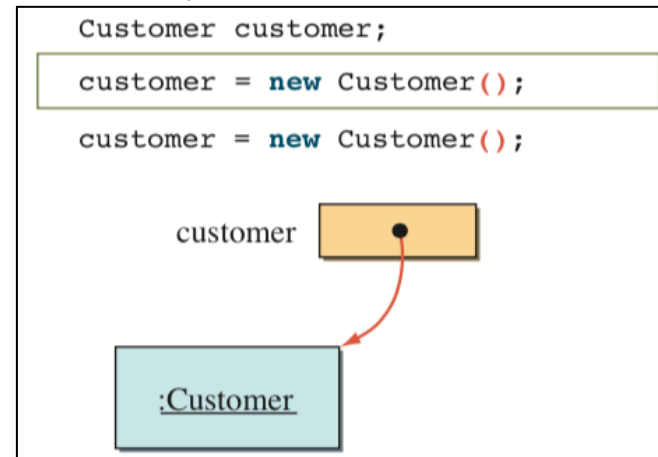 Customer customer;
customer = new Customer();
customer = new Customer();
customer
:Customer